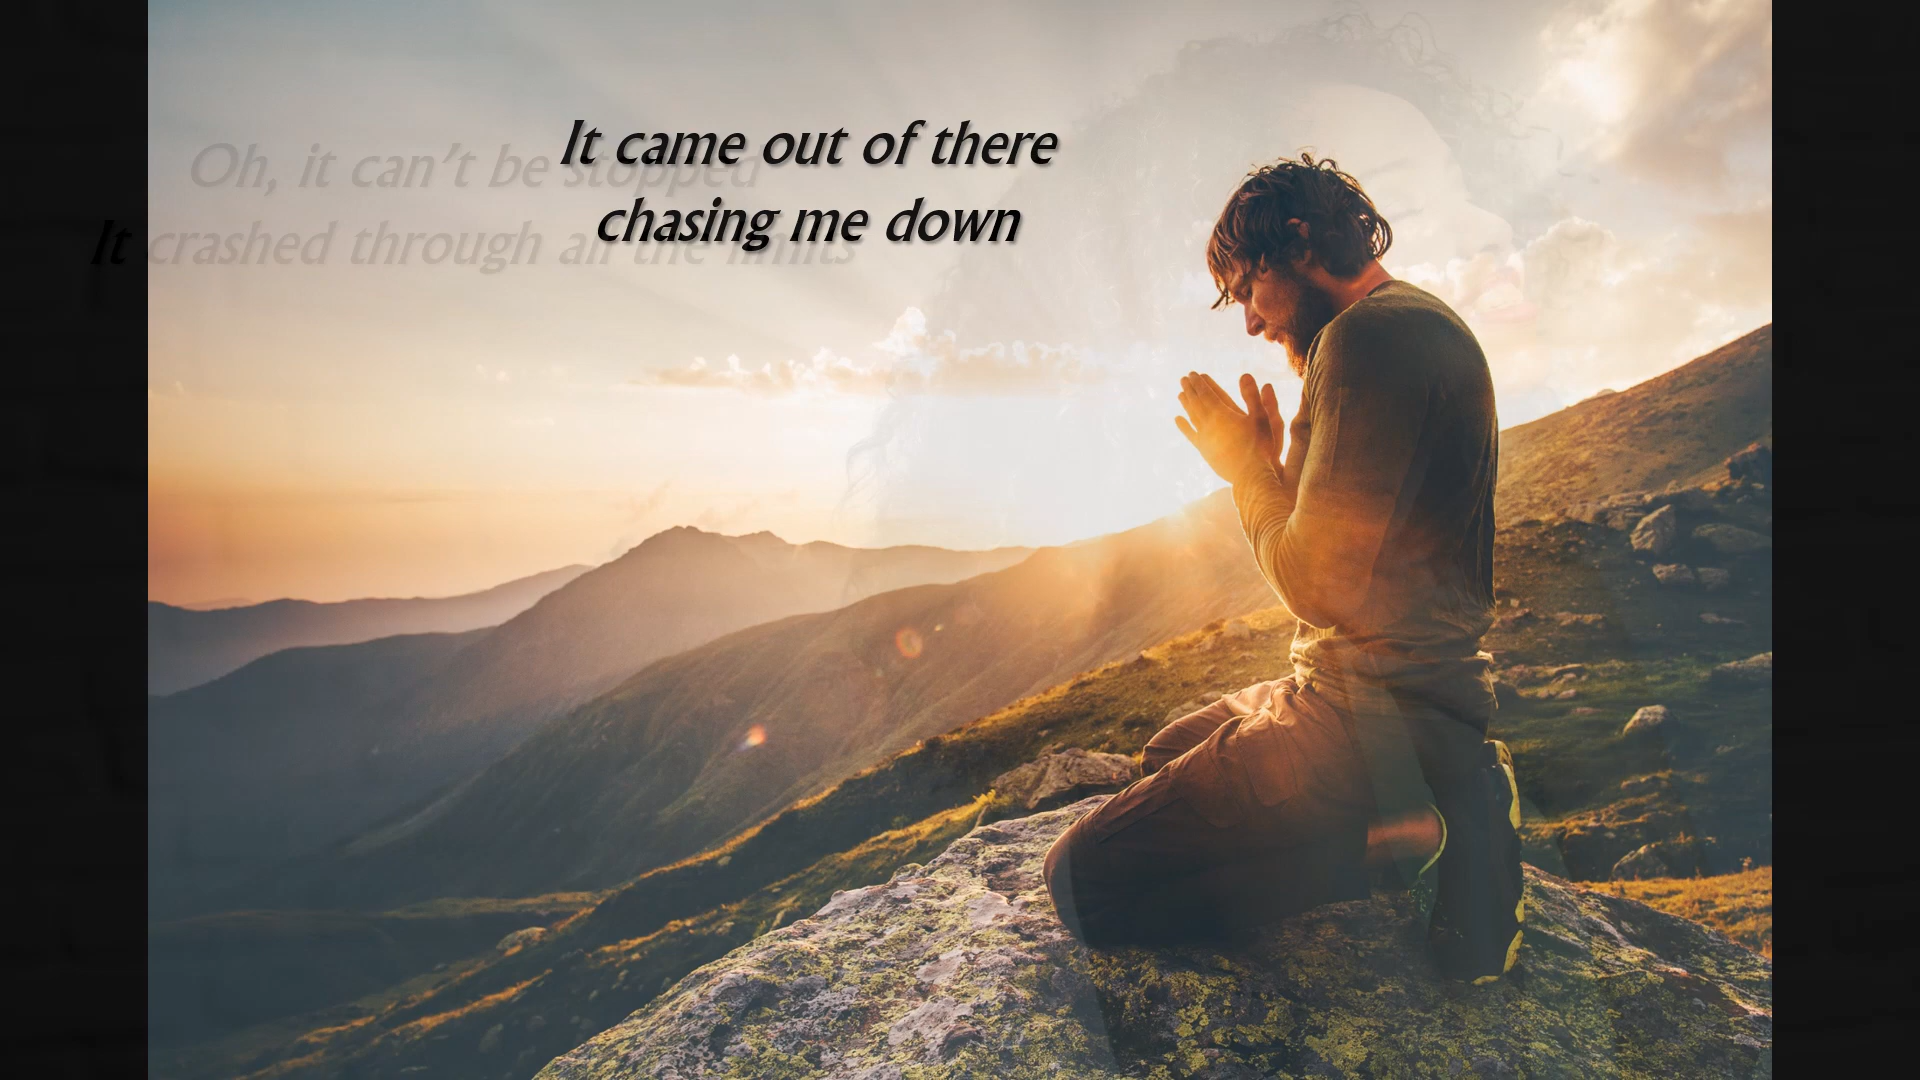 Oh, it can't be stopped
It crashed through all the limits
It came out of there
chasing me down